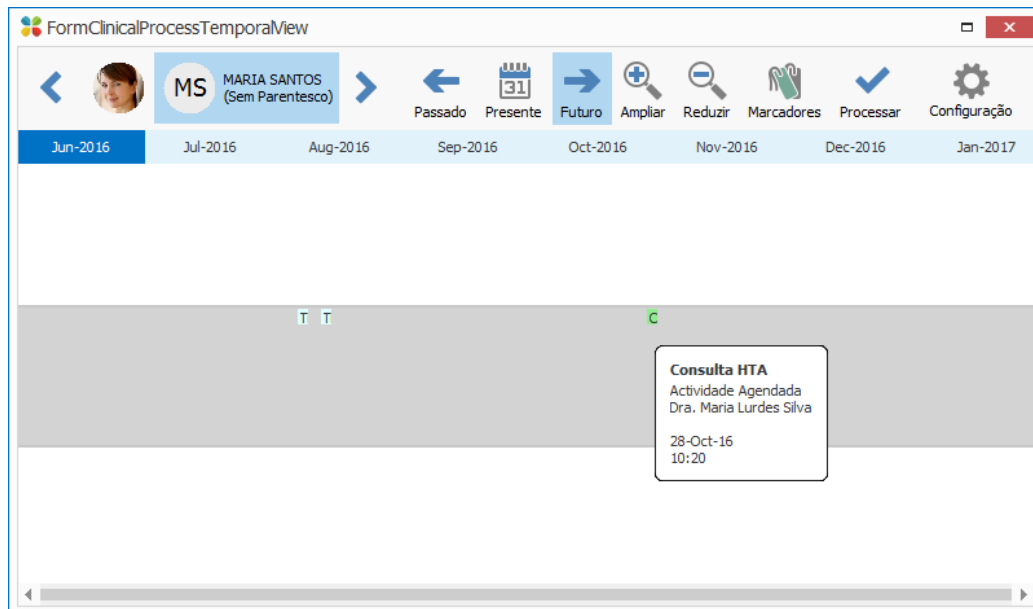 FormClinicalProcessTemporalView
MS
MARIA SANTOS
(Sem Parentesco)
Passado
31
Presente
Futuro
Ampliar
Reduzir
Marcadores
Processar
Configuração
Jun-2016 Jul-2016 Aug-2016 Sep-2016 Oct-2016 Nov-2016 Dec-2016 Jan-2017
T T C
Consulta HTA
Actividade Agendada
Dra. Maria Lurdes Silva
28-Oct-16
10:20